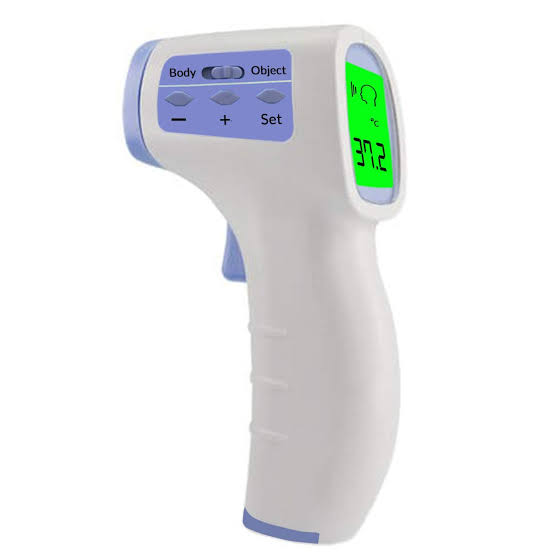 Body Object
− + Set
°C
37.2